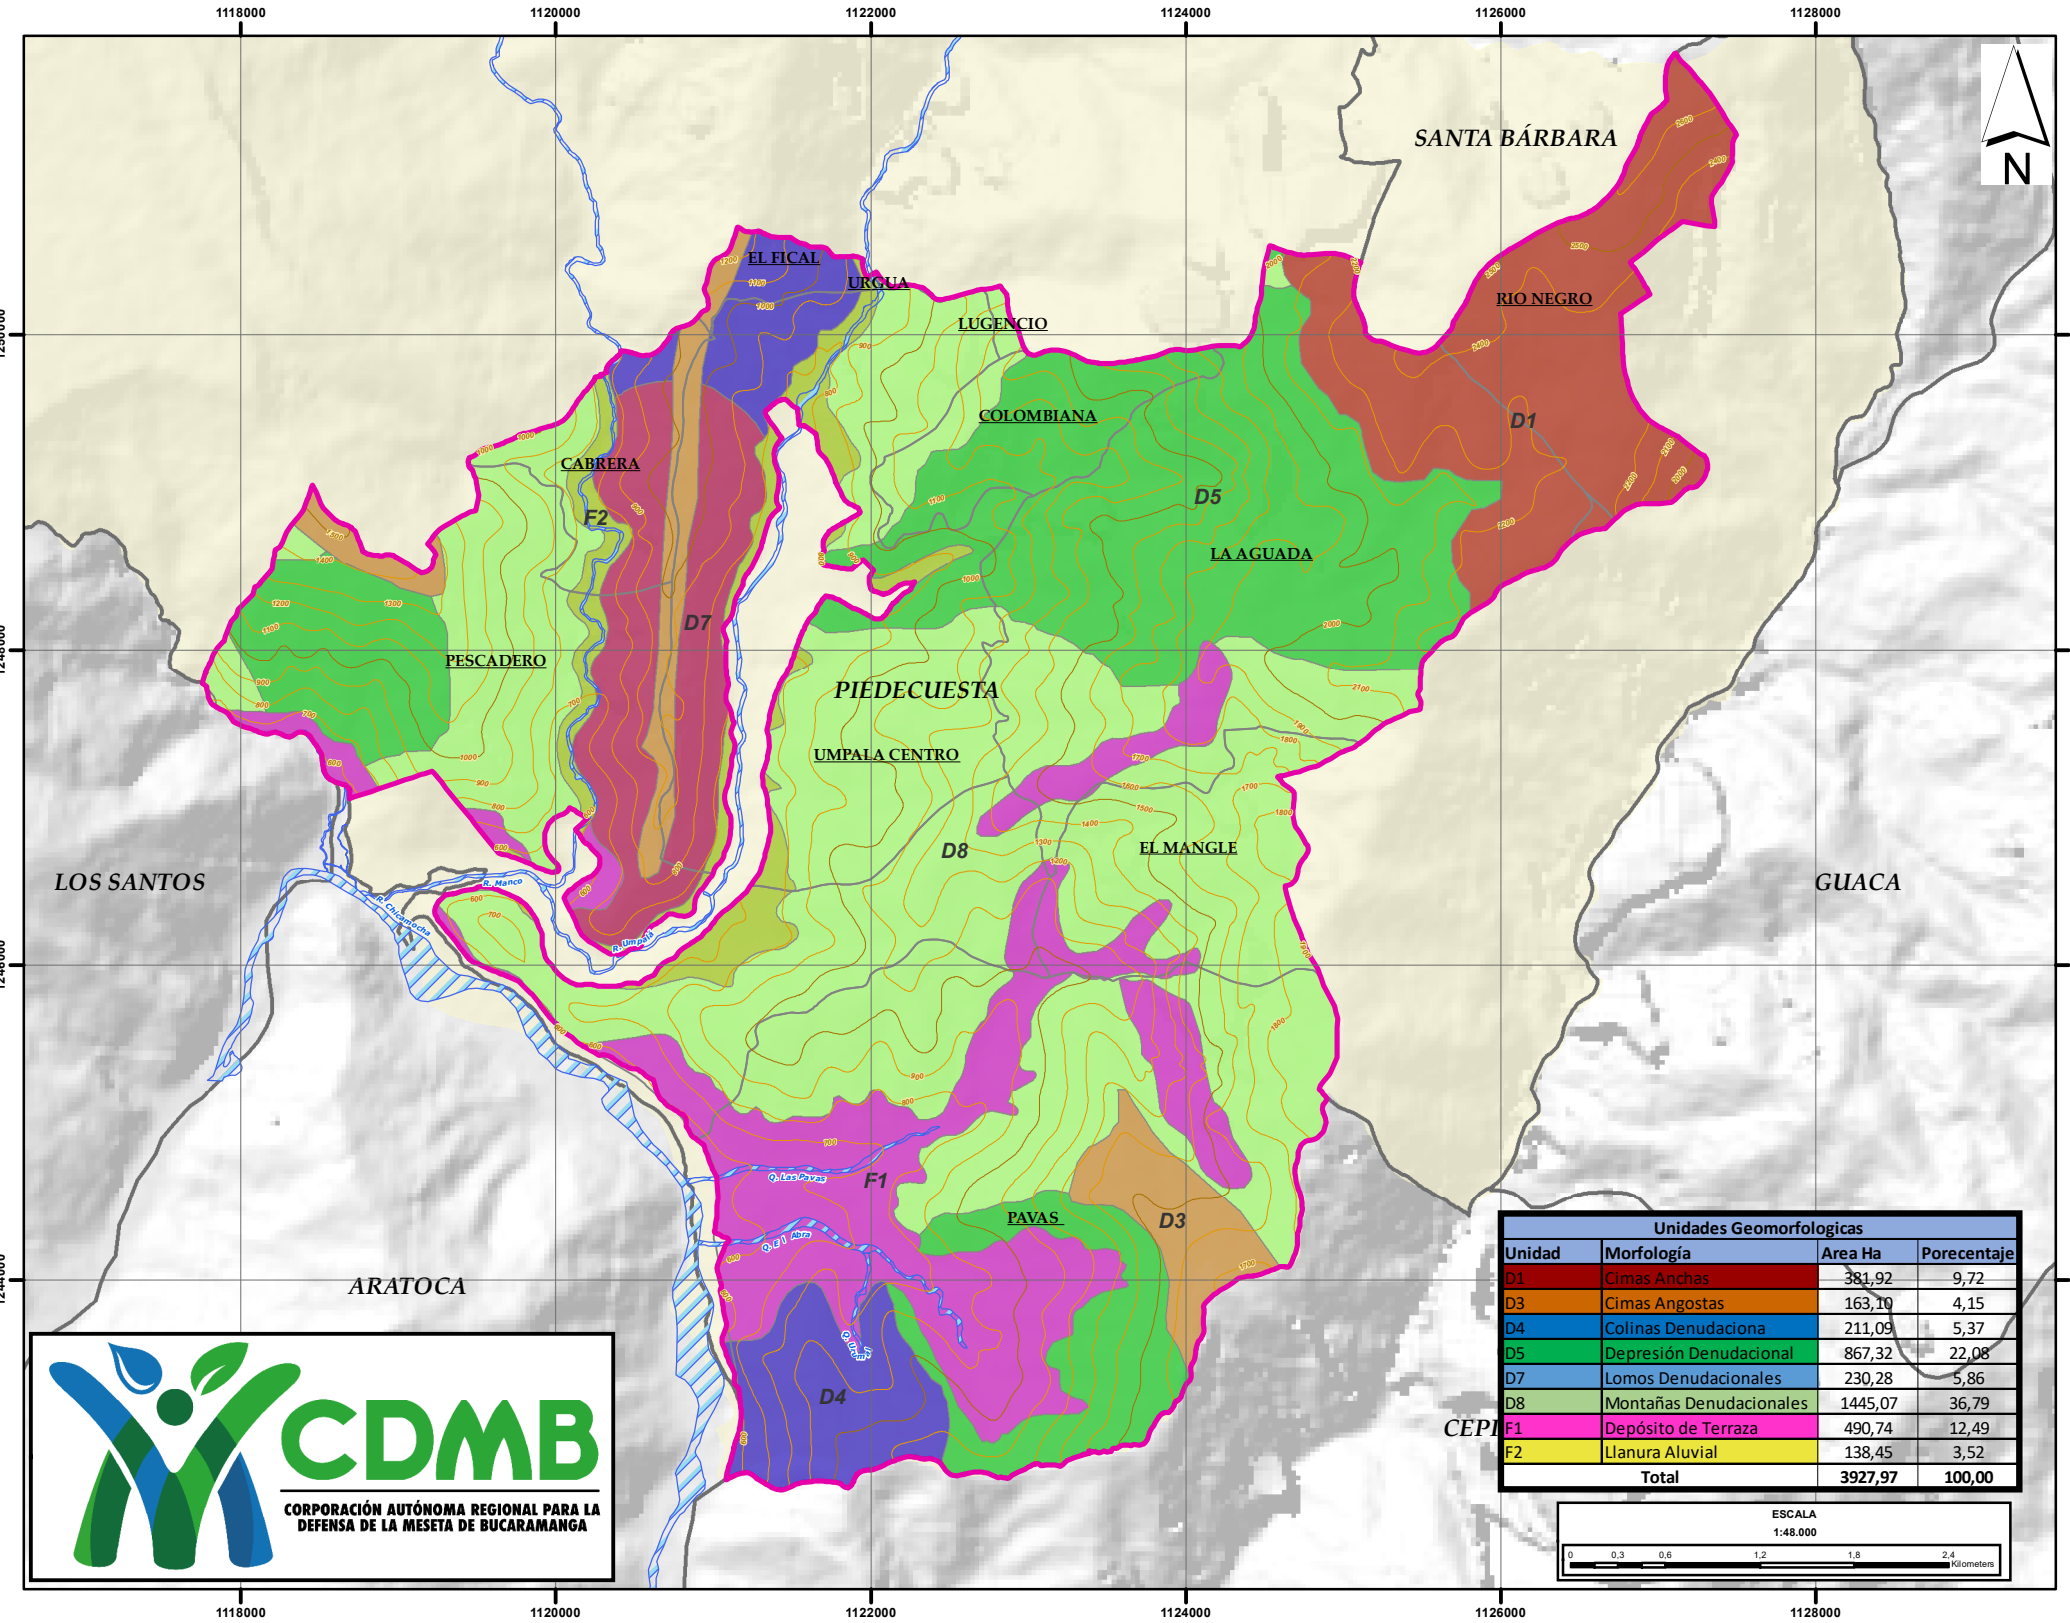 1118000 1120000 1122000 1124000 1126000 1128000
SANTA BÁRBARA
N
EL FICAL
URGUA
LUGENCIO
RIO NEGRO
COLOMBIANA
D1
CABRERA
F2
D5
LA AGUADA
D7
PESCADERO
PIEDECUESTA
UMPALA CENTRO
D8
EL MANGLE
LOS SANTOS
GUACA
R. Manco
R. Chicamocha
R. Umpalá
Q. Las Pavas
F1
PAVAS
D3
Q. El Abra
ARATOCA
D4
CEPI
1250000
1248000
1246000
1244000
Unidades Geomorfologicas
Unidad Morfología Area Ha Porecentaje
D1 Cimas Anchas 381,92 9,72
D3 Cimas Angostas 163,10 4,15
D4 Colinas Denudaciona 211,09 5,37
D5 Depresión Denudacional 867,32 22,08
D7 Lomos Denudacionales 230,28 5,86
D8 Montañas Denudacionales 1445,07 36,79
F1 Depósito de Terraza 490,74 12,49
F2 Llanura Aluvial 138,45 3,52
Total 3927,97 100,00
ESCALA
1:48.000
0 0,3 0,6 1,2 1,8 2,4
Kilometers
CDMB
CORPORACIÓN AUTÓNOMA REGIONAL PARA LA
DEFENSA DE LA MESETA DE BUCARAMANGA
1118000 1120000 1122000 1124000 1126000 1128000